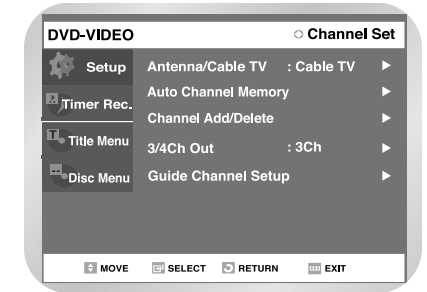 DVD-VIDEO Channel Set
Setup
Timer Rec.
Title Menu
Disc Menu
Antenna/Cable TV : Cable TV
Auto Channel Memory
Channel Add/Delete
3/4Ch Out : 3Ch
Guide Channel Setup
MOVE SELECT RETURN EXIT